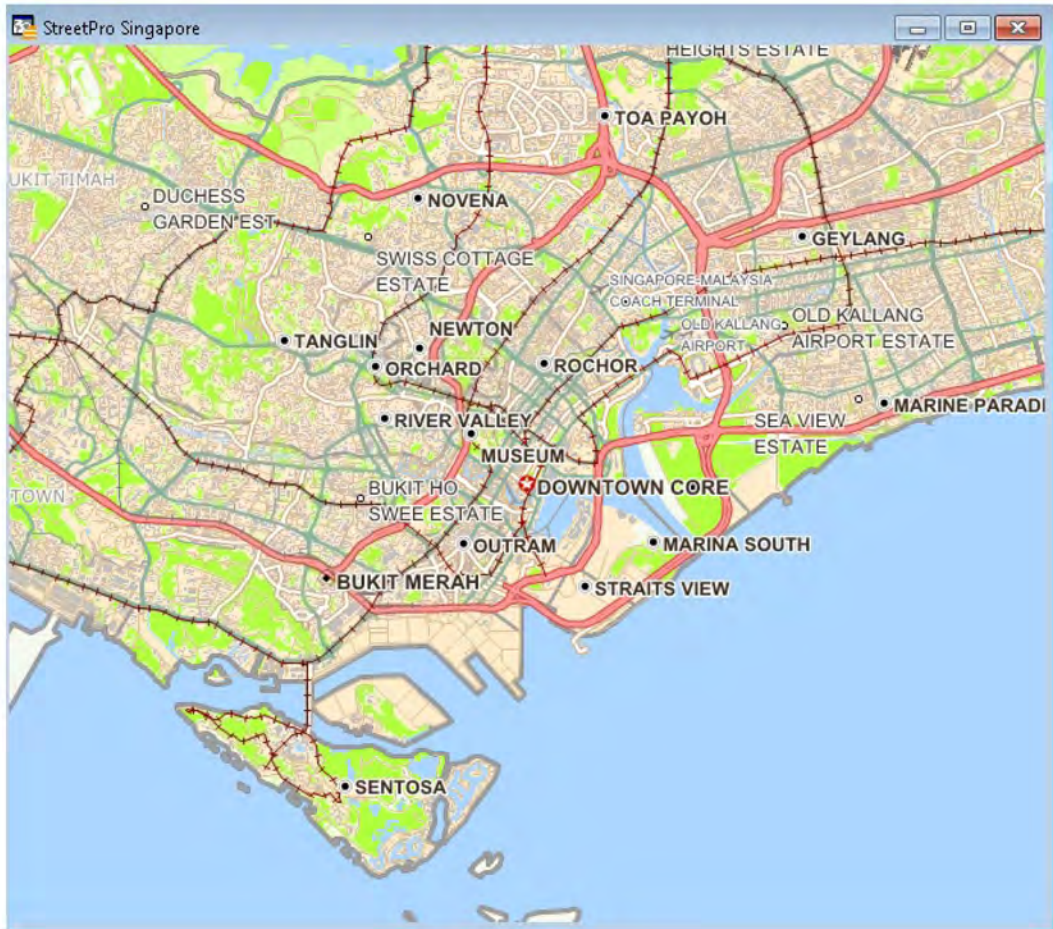 StreetPro Singapore
HEIGHTS ESTATE
TOA PAYOH
UKIT TIMAH
DUCHESS
GARDEN EST
NOVENA
GEYLANG
SWISS COTTAGE
ESTATE
SINGAPORE-MALAYSIA
COACH TERMINAL
OLD KALLANG
AIRPORT
OLD KALLANG
AIRPORT ESTATE
NEWTON
TANGLIN
ORCHARD
ROCHOR
MARINE PARADI
RIVER VALLEY
SEA VIEW
ESTATE
MUSEUM
DOWNTOWN CORE
TOWN
BUKIT HO
SWEE ESTATE
OUTRAM
MARINA SOUTH
BUKIT MERAH
STRAITS VIEW
SENTOSA